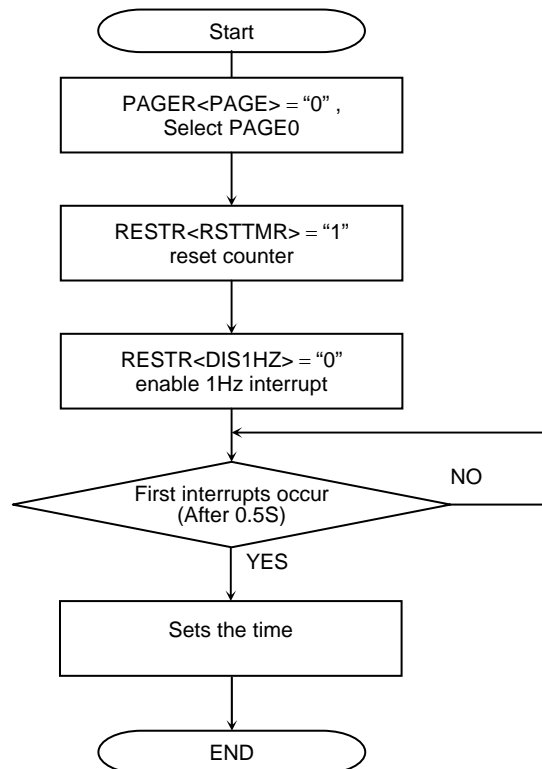 Start
PAGER<PAGE> = “0” ,
Select PAGE0
RESTR<RSTTMR> = “1”
reset counter
RESTR<DIS1HZ> = “0”
enable 1Hz interrupt
First interrupts occur
(After 0.5S)
NO
YES
Sets the time
END